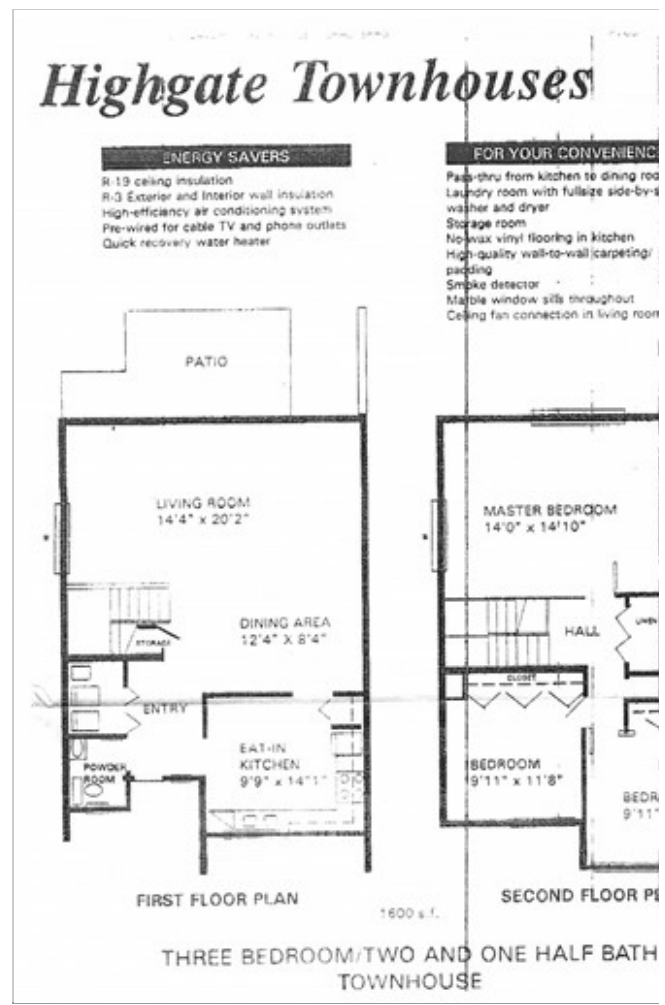 Highgate Townhouses
ENERGY SAVERS
R-19 ceiling insulation
R-3 Exterior and Interior wall insulation
High-efficiency air conditioning system
Pre-wired for cable TV and phone outlets
Quick recovery water heater
FOR YOUR CONVENIENC
Pass-thru from kitchen to dining roo
Laundry room with fullsize side-by-s
washer and dryer
Storage room
No-wax vinyl flooring in kitchen
High-quality wall-to-wall carpeting/
padding
Smoke detector
Marble window sills throughout
Ceiling fan connection in living room
PATIO
LIVING ROOM
14'4" x 20'2"
DINING AREA
12'4" X 8'4"
STORAGE
ENTRY
EAT-IN
KITCHEN
9'9" x 14'1"
POWDER
ROOM
FIRST FLOOR PLAN
MASTER BEDROOM
14'0" x 14'10"
HALL
LINEN
CLOSET
BEDROOM
9'11" x 11'8"
BEDR
9'11"
SECOND FLOOR P
1600 s.f.
THREE BEDROOM/TWO AND ONE HALF BATH
TOWNHOUSE